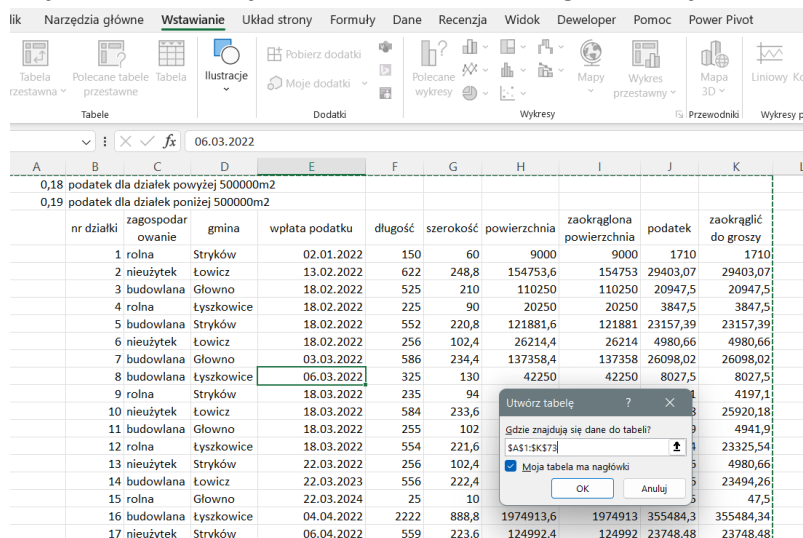 lik Narzędzia główne Wstawianie Układ strony Formuły Dane Recenzja Widok Deweloper Pomoc Power Pivot
Tabela rzestawna
Polecane tabele przestawne
Tabela
Ilustracje
Pobierz dodatki
Moje dodatki
Polecane wykresy
Mapy
Wykres przestawny
Mapa 3D
Liniowy Ko
Tabele Dodatki Wykresy Przewodniki Wykresy p
fx 06.03.2022
A B C D E F G H I J K L
0,18 podatek dla działek powyżej 500000m2
0,19 podatek dla działek poniżej 500000m2
nr działki zagospodarowanie gmina wpłata podatku długość szerokość powierzchnia zaokrąglona powierzchnia podatek zaokrąglić do groszy
1 rolna Stryków 02.01.2022 150 60 9000 9000 1710 1710
2 nieużytek Łowicz 13.02.2022 622 248,8 154753,6 154753 29403,07 29403,07
3 budowlana Głowno 18.02.2022 525 210 110250 110250 20947,5 20947,5
4 rolna Łyszkowice 18.02.2022 225 90 20250 20250 3847,5 3847,5
5 budowlana Stryków 18.02.2022 552 220,8 121881,6 121881 23157,39 23157,39
6 nieużytek Łowicz 18.02.2022 256 102,4 26214,4 26214 4980,66 4980,66
7 budowlana Głowno 03.03.2022 586 234,4 137358,4 137358 26098,02 26098,02
8 budowlana Łyszkowice 06.03.2022 325 130 42250 42250 8027,5 8027,5
9 rolna Stryków 18.03.2022 235 94 1 4197,1
10 nieużytek Łowicz 18.03.2022 584 233,6 8 25920,18
11 budowlana Głowno 18.03.2022 255 102 9 4941,9
12 rolna Łyszkowice 18.03.2022 554 221,6 4 23325,54
13 nieużytek Stryków 22.03.2022 256 102,4 6 4980,66
14 budowlana Łowicz 22.03.2023 556 222,4 6 23494,26
15 rolna Głowno 22.03.2024 25 10 5 47,5
16 budowlana Łyszkowice 04.04.2022 2222 888,8 1974913,6 1974913 355484,3 355484,34
17 nieużytek Stryków 06.04.2022 559 223,6 124992,4 124992 23748,48 23748,48
Utwórz tabelę ? ×
Gdzie znajdują się dane do tabeli?
$A$1:$K$73
Moja tabela ma nagłówki
OK Anuluj